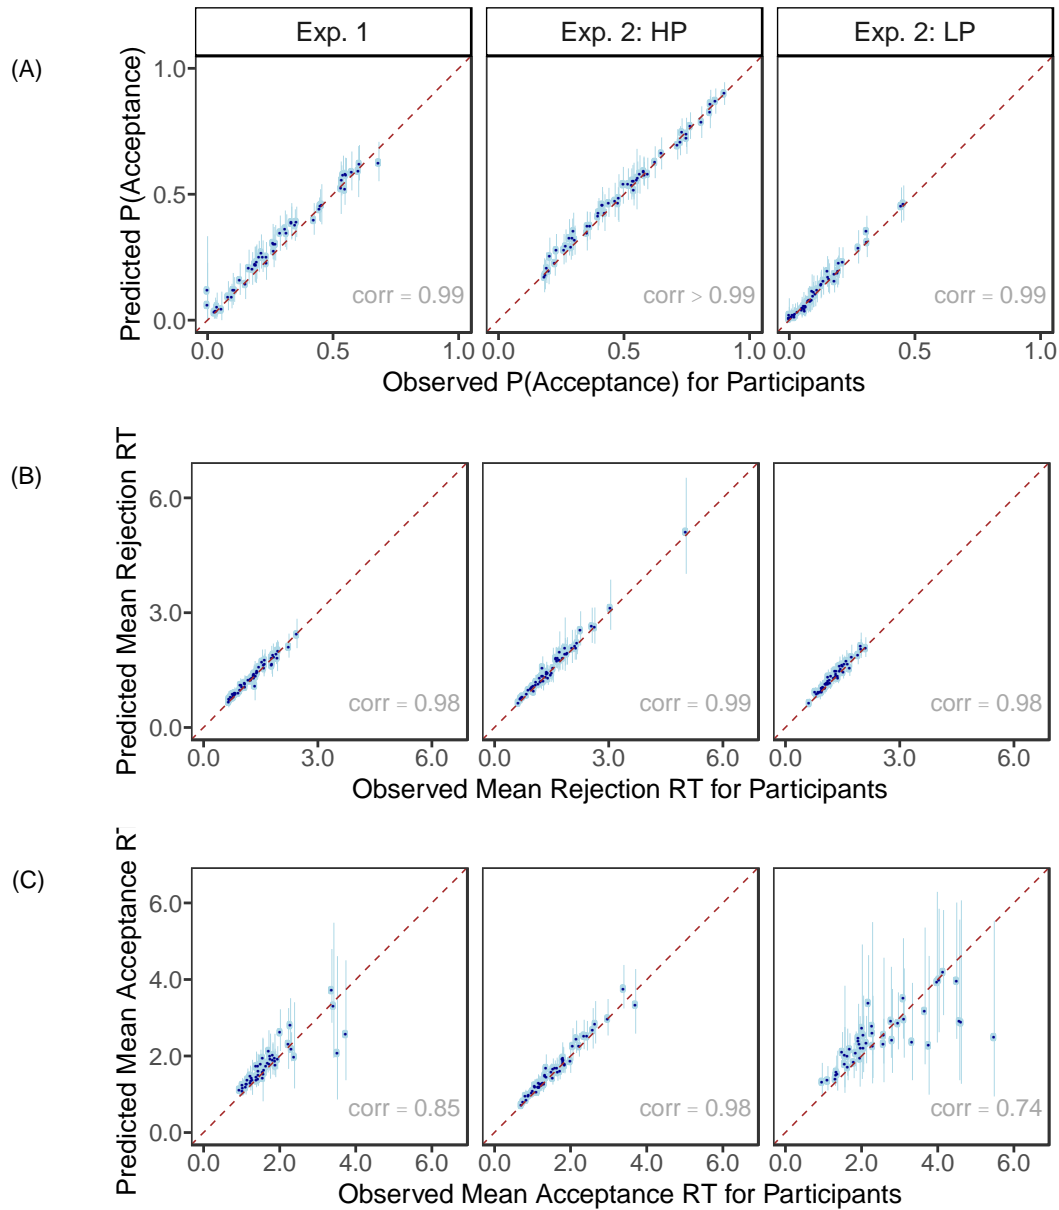 Exp. 1
Exp. 2: HP
Exp. 2: LP
(A)
Predicted P(Acceptance)
1.0
0.5
0.0
corr = 0.99
corr > 0.99
corr = 0.99
0.0 0.5 1.0
0.0 0.5 1.0
0.0 0.5 1.0
Observed P(Acceptance) for Participants
(B)
Predicted Mean Rejection RT
6.0
3.0
0.0
corr = 0.98
corr = 0.99
corr = 0.98
0.0 3.0 6.0
0.0 3.0 6.0
0.0 3.0 6.0
Observed Mean Rejection RT for Participants
(C)
Predicted Mean Acceptance R
6.0
4.0
2.0
0.0
corr = 0.85
corr = 0.98
corr = 0.74
0.0 2.0 4.0 6.0
0.0 2.0 4.0 6.0
0.0 2.0 4.0 6.0
Observed Mean Acceptance RT for Participants